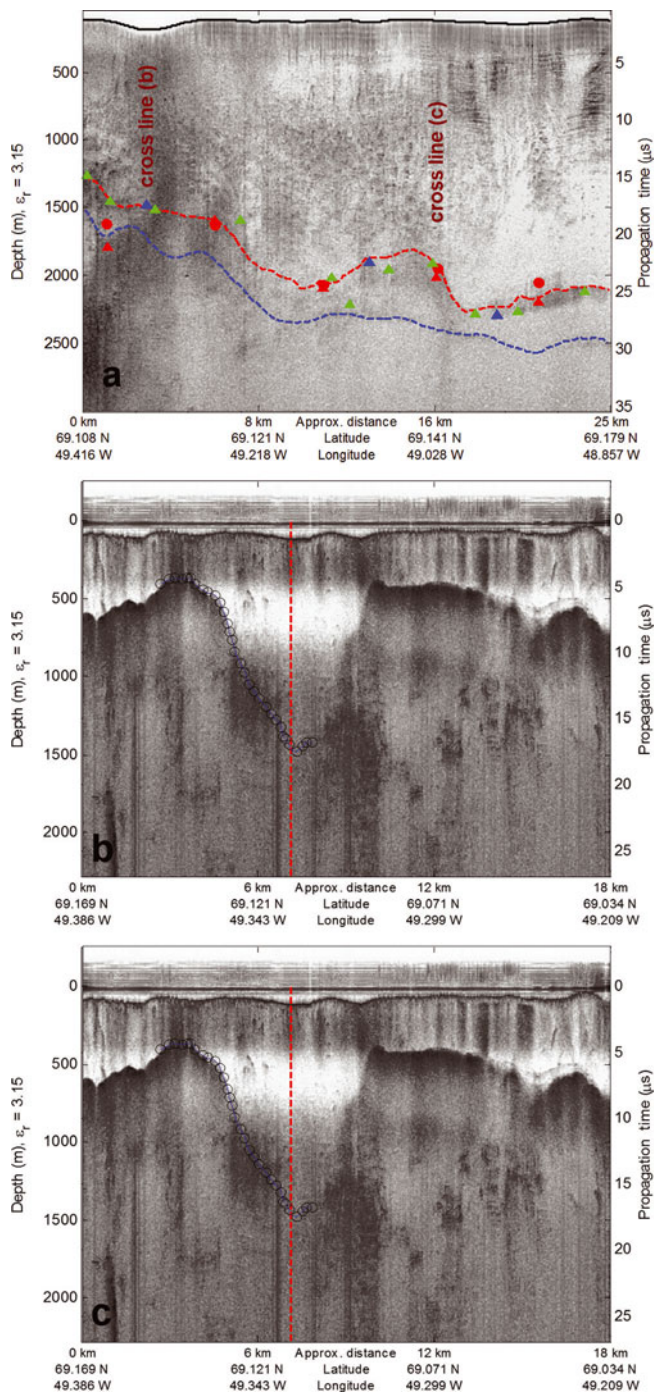 500
1000
1500
2000
2500
Depth (m), εr = 3.15
cross line (b)
cross line (c)
5
10
15
20
25
30
35
Propagation time (µs)
a
0 km 8 km Approx. distance 16 km 25 km
69.108 N 69.121 N Latitude 69.141 N 69.179 N
49.416 W 49.218 W Longitude 49.028 W 48.857 W
0
500
1000
1500
2000
Depth (m), εr = 3.15
0
5
10
15
20
25
Propagation time (µs)
b
0 km 6 km Approx. distance 12 km 18 km
69.169 N 69.121 N Latitude 69.071 N 69.034 N
49.386 W 49.343 W Longitude 49.299 W 49.209 W
0
500
1000
1500
2000
Depth (m), εr = 3.15
0
5
10
15
20
25
Propagation time (µs)
c
0 km 6 km Approx. distance 12 km 18 km
69.169 N 69.121 N Latitude 69.071 N 69.034 N
49.386 W 49.343 W Longitude 49.299 W 49.209 W